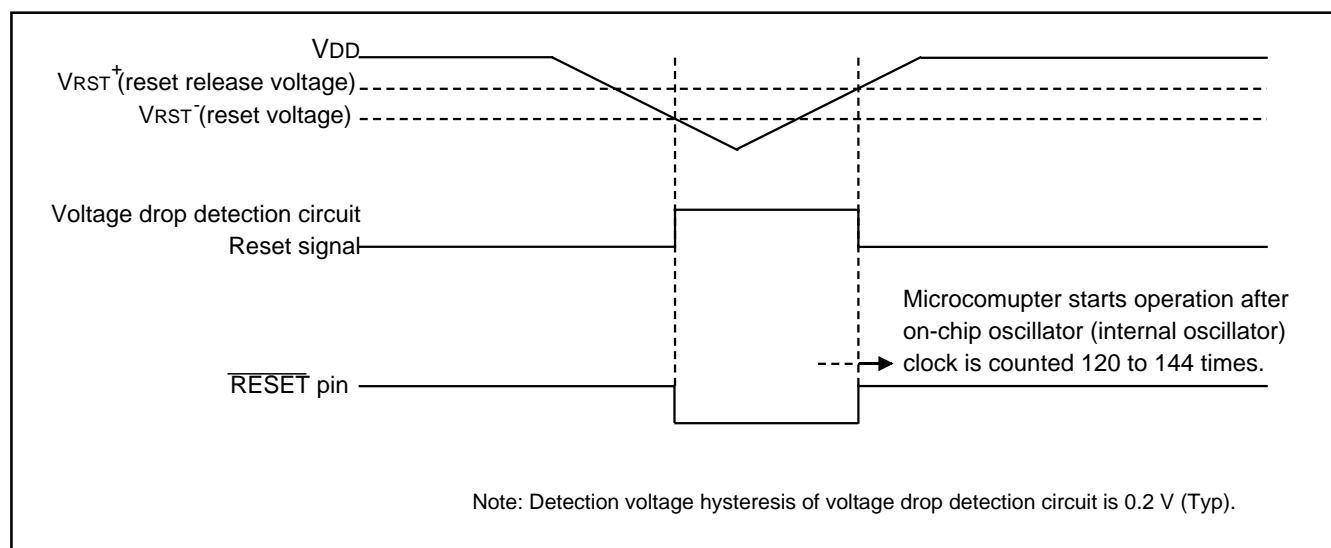 VDD
VRST+(reset release voltage)
VRST-(reset voltage)
Voltage drop detection circuit
Reset signal
Microcomupter starts operation after
on-chip oscillator (internal oscillator)
clock is counted 120 to 144 times.
RESET pin
Note: Detection voltage hysteresis of voltage drop detection circuit is 0.2 V (Typ).